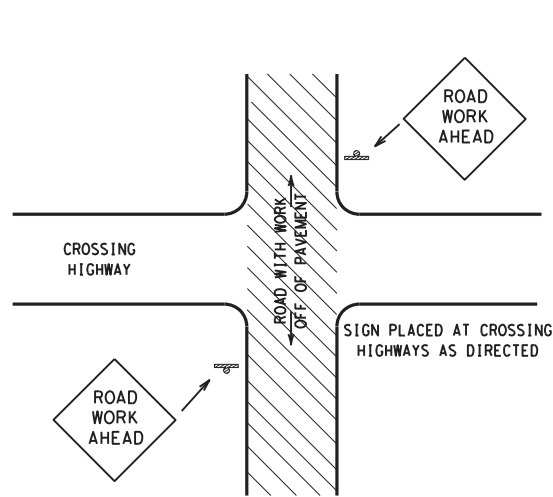 ROAD
WORK
AHEAD
ROAD WITH WORK
OFF OF PAVEMENT
CROSSING
HIGHWAY
SIGN PLACED AT CROSSING
HIGHWAYS AS DIRECTED
ROAD
WORK
AHEAD